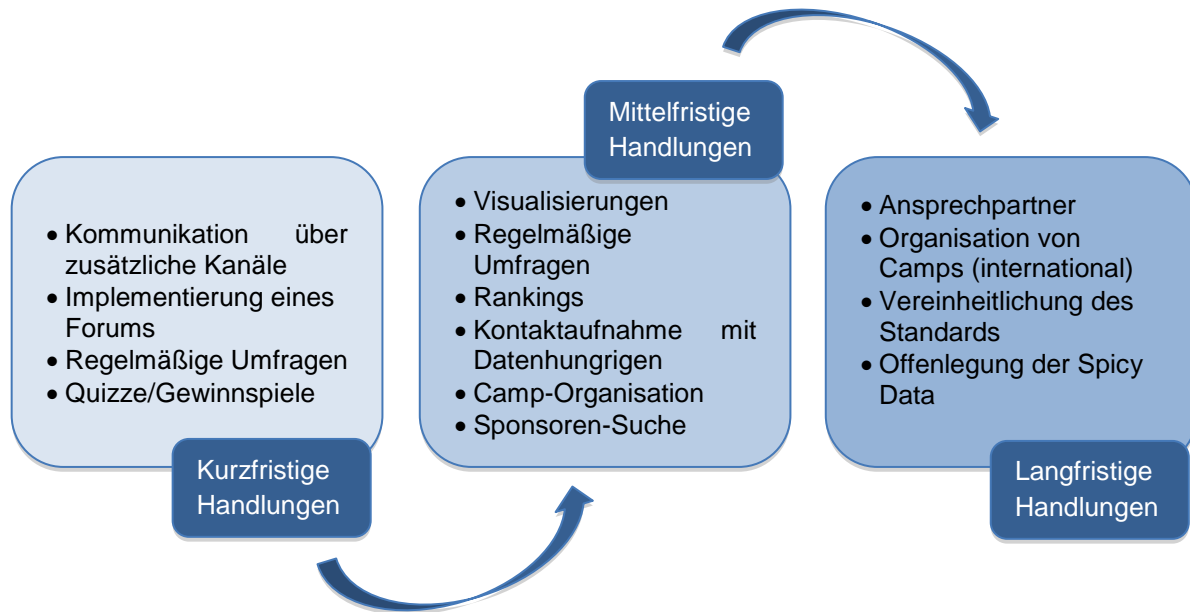 • Kommunikation über
zusätzliche Kanäle
• Implementierung eines
Forums
• Regelmäßige Umfragen
• Quizze/Gewinnspiele
Kurzfristige
Handlungen
Mittelfristige
Handlungen
• Visualisierungen
• Regelmäßige
Umfragen
• Rankings
• Kontaktaufnahme mit
Datenhungrigen
• Camp-Organisation
• Sponsoren-Suche
• Ansprechpartner
• Organisation von
Camps (international)
• Vereinheitlichung des
Standards
• Offenlegung der Spicy
Data
Langfristige
Handlungen